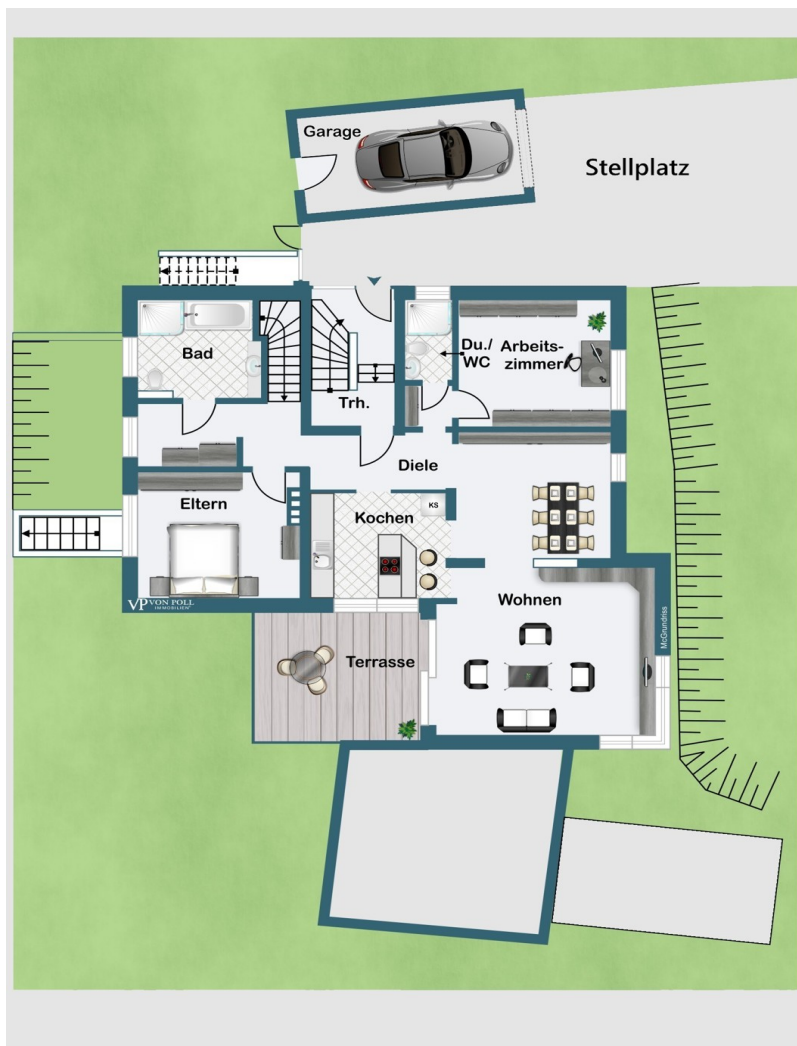 Garage
Stellplatz
Bad
Du./
WC
Arbeits-
zimmer
Trh.
Diele
Eltern
Kochen
KS
VP VON POLL
IMMOBILIEN
Wohnen
McGrundriss
Terrasse